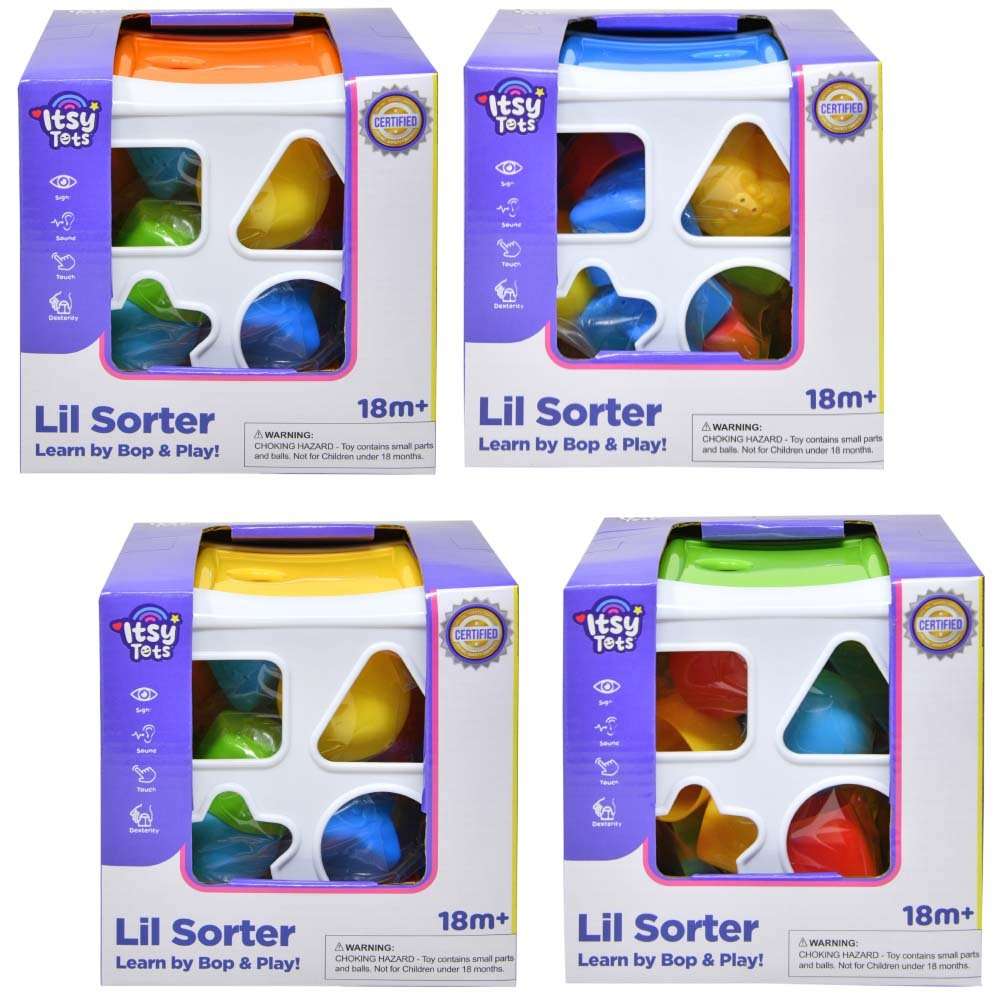 Itsy
Tots
CERTIFIED
Sight
Sound
Touch
Dexterity
Lil Sorter
18m+
Learn by Bop & Play!
WARNING:
CHOKING HAZARD - Toy contains small parts
and balls. Not for Children under 18 months.
Itsy
Tots
CERTIFIED
Sight
Sound
Touch
Dexterity
Lil Sorter
18m+
Learn by Bop & Play!
WARNING:
CHOKING HAZARD - Toy contains small parts
and balls. Not for Children under 18 months.
Itsy
Tots
CERTIFIED
Sight
Sound
Touch
Dexterity
Lil Sorter
18m+
Learn by Bop & Play!
WARNING:
CHOKING HAZARD - Toy contains small parts
and balls. Not for Children under 18 months.
Itsy
Tots
CERTIFIED
Sight
Sound
Touch
Dexterity
Lil Sorter
18m+
Learn by Bop & Play!
WARNING:
CHOKING HAZARD - Toy contains small parts
and balls. Not for Children under 18 months.